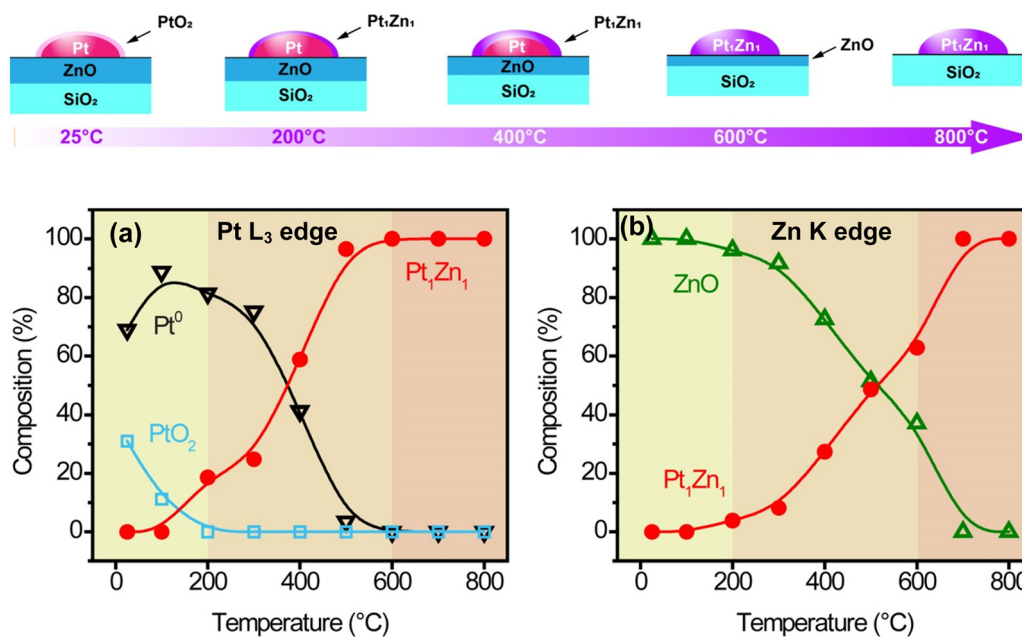 PtO₂ Pt₁Zn₁ Pt₁Zn₁
Pt Pt Pt Pt₁Zn₁ ZnO Pt₁Zn₁
ZnO ZnO ZnO
SiO₂ SiO₂ SiO₂ SiO₂ SiO₂
25°C 200°C 400°C 600°C 800°C
(a) Pt L₃ edge
100
80
60
40
20
0
Composition (%)
Pt₁Zn₁
Pt⁰
PtO₂
0 200 400 600 800
Temperature (°C)
(b) Zn K edge
100
80
60
40
20
0
Composition (%)
ZnO
Pt₁Zn₁
0 200 400 600 800
Temperature (°C)